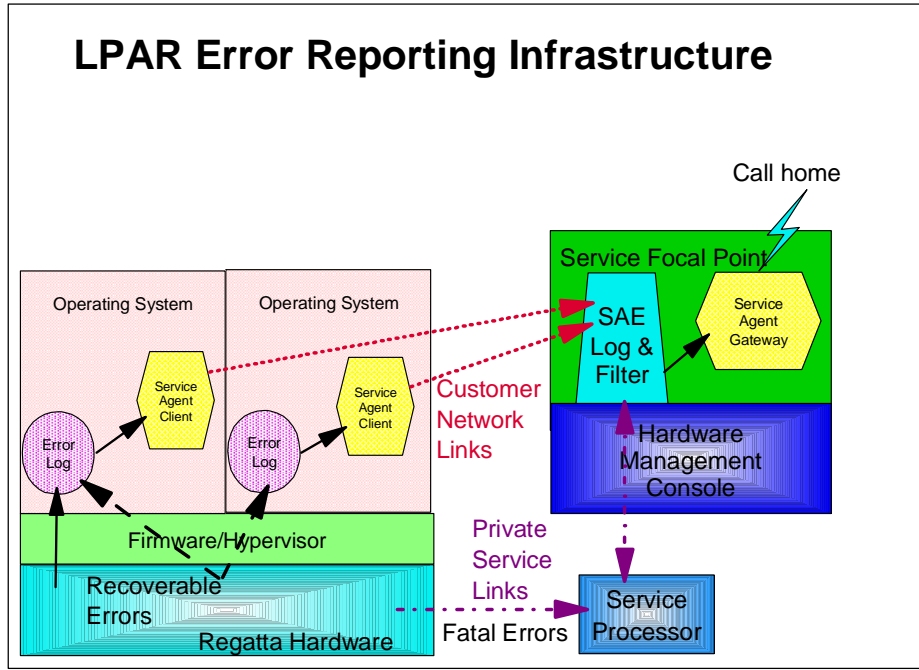 LPAR Error Reporting Infrastructure
Call home
Service Focal Point
Operating System
Operating System
SAE
Log &
Filter
Service
Agent
Gateway
Service
Agent
Client
Service
Agent
Client
Customer
Network
Links
Error
Log
Error
Log
Hardware
Management
Console
Firmware/Hypervisor
Private
Service
Links
Recoverable
Errors
Regatta Hardware
Fatal Errors
Service
Processor